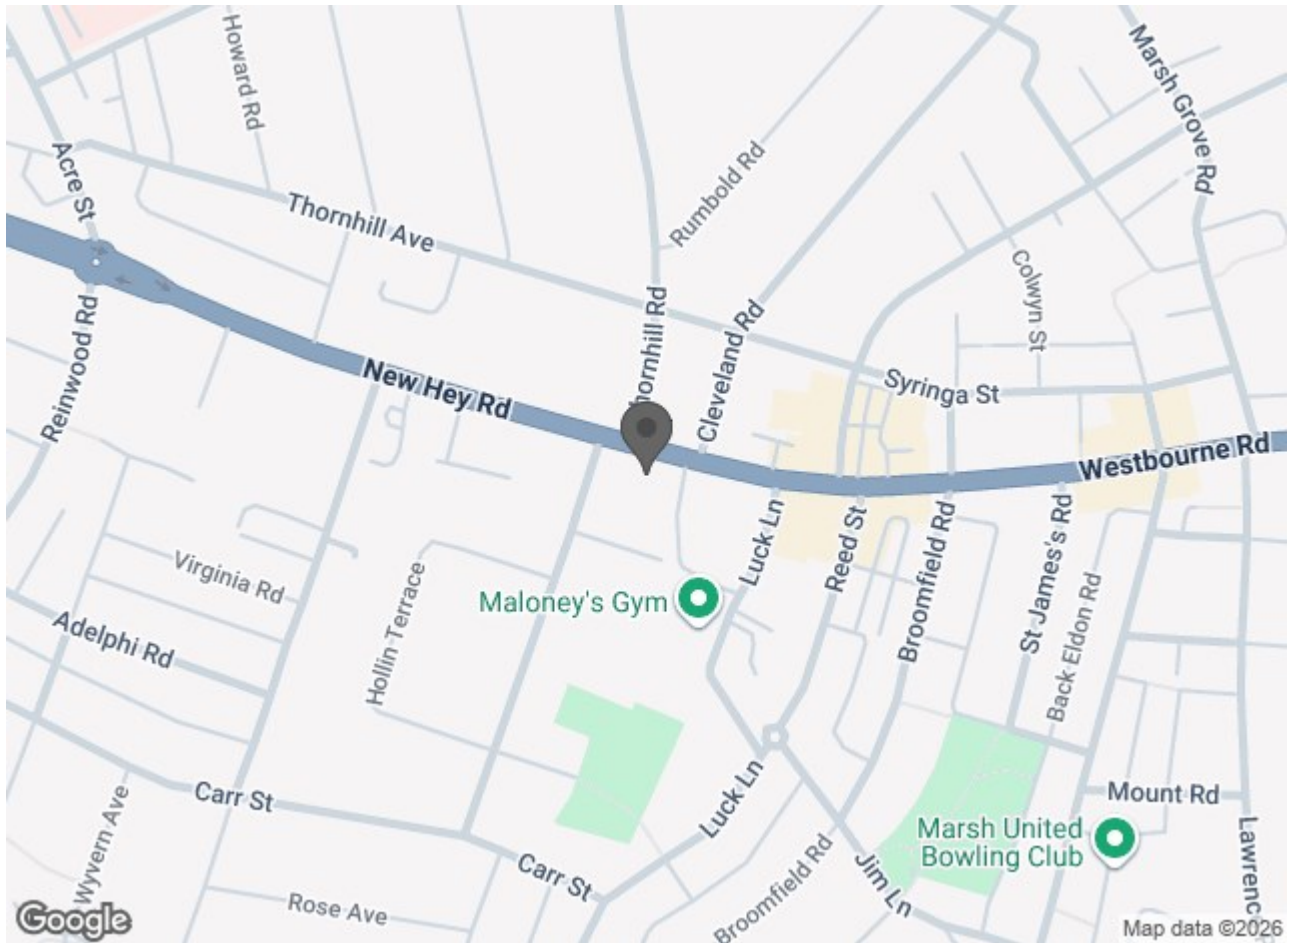 Howard Rd
Marsh Grove Rd
Acre St
Rumbold Rd
Thornhill Ave
Colwyn St
Reinwood Rd
hornhill Rd
Cleveland Rd
New Hey Rd
Syringa St
Westbourne Rd
Luck Ln
Reed St
Broomfield Rd
St James's Rd
Virginia Rd
Hollin Terrace
Maloney's Gym
Back Eldon Rd
Adelphi Rd
Carr St
Luck Ln
Mount Rd
Wyvern Ave
Marsh United
Bowling Club
Lawrenc
Carr St
Broomfield Rd
Jim Ln
Rose Ave
Google
Map data ©2026